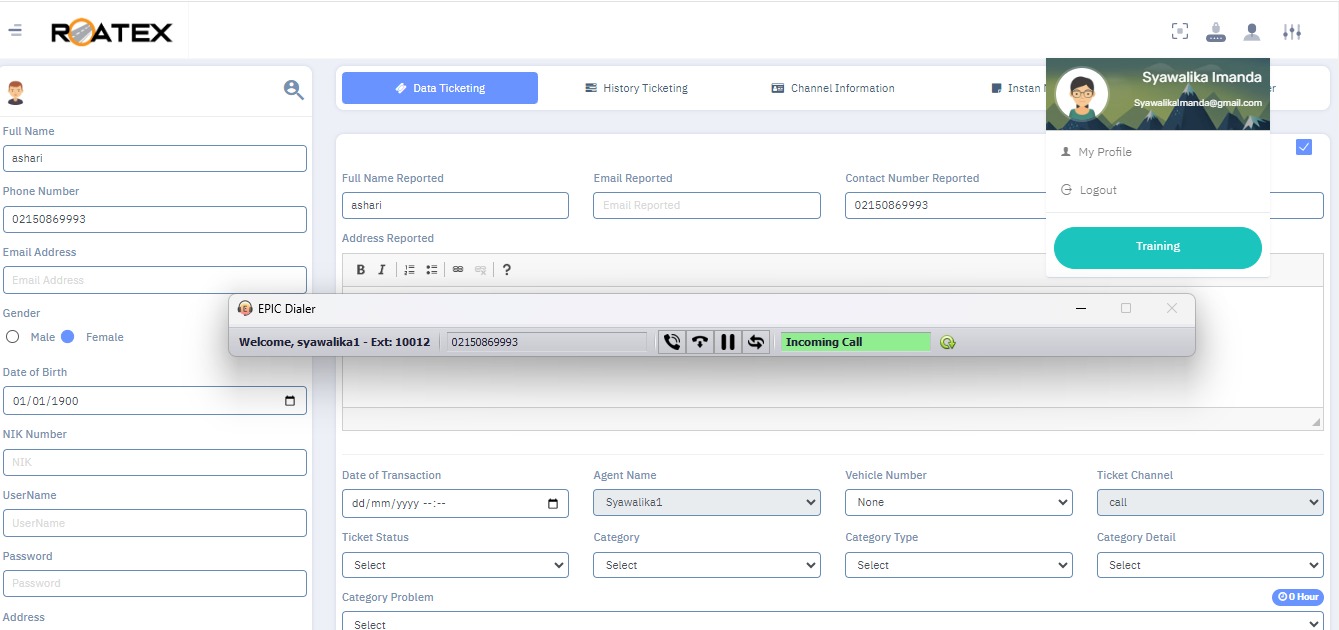 ROATEX
Syawalika Imanda
Syawalikalmanda@gmail.com
My Profile
Logout
Training
Data Ticketing
History Ticketing
Channel Information
Instan
Full Name
ashari
Phone Number
02150869993
Email Address
Email Address
Gender
Male
Female
Date of Birth
01/01/1900
NIK Number
NIK
UserName
UserName
Password
Password
Address
Full Name Reported
Email Reported
Contact Number Reported
ashari
Email Reported
02150869993
Address Reported
B I ?
EPIC Dialer
Welcome, syawalika1 - Ext: 10012
02150869993
Incoming Call
Date of Transaction
Agent Name
Vehicle Number
Ticket Channel
dd/mm/yyyy --:--
Syawalika1
None
call
Ticket Status
Category
Category Type
Category Detail
Select
Select
Select
Select
Category Problem
0 Hour
Select